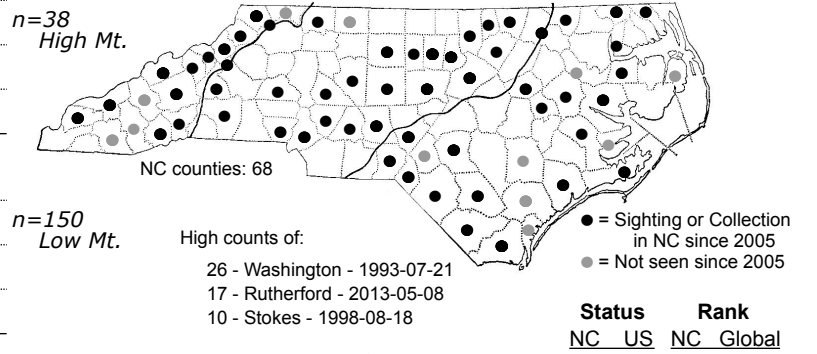 n=38
High Mt.
NC counties: 68
n=150
Low Mt.
High counts of:
26 - Washington - 1993-07-21
17 - Rutherford - 2013-05-08
10 - Stokes - 1998-08-18
= Sighting or Collection
in NC since 2005
= Not seen since 2005
Status Rank
NC US NC Global